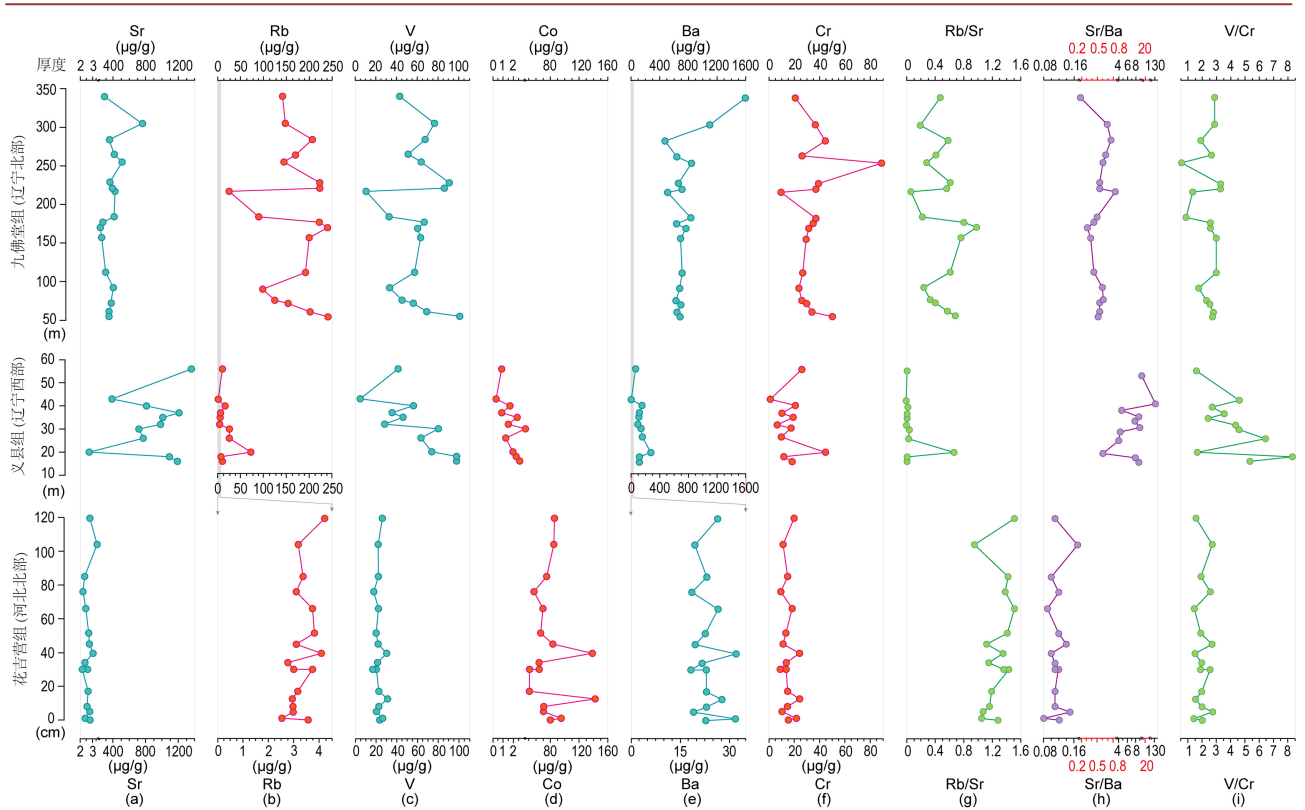 Sr Rb V Co Ba Cr Rb/Sr Sr/Ba V/Cr
(μg/g) (μg/g) (μg/g) (μg/g) (μg/g) (μg/g) 0.2 0.5 0.8 20
厚度 2 3 400 800 1200 0 50 100 150 200 250 0 20 40 60 80 100 0 1 2 40 80 120 160 0 400 800 1200 1600 0 20 40 60 80 0 0.4 0.8 1.2 1.6 0.08 0.16 4 6 8 130 1 2 3 4 5 6 7 8
350
300
250
200
150
100
50
(m)
九佛堂组 (辽宁北部)
60
50
40
30
20
10
(m)
义县组 (辽宁西部)
0 50 100 150 200 250 0 400 800 1200 1600
120
100
80
60
40
20
0
(cm)
花吉营组 (河北北部)
2 3 400 800 1200 0 1 2 3 4 0 20 40 60 80 100 0 1 2 40 80 120 160 0 15 30 0 20 40 60 80 0 0.4 0.8 1.2 1.6 0.08 0.16 4 6 8 130 1 2 3 4 5 6 7 8
(μg/g) (μg/g) (μg/g) (μg/g) (μg/g) (μg/g) 0.2 0.5 0.8 20
Sr Rb V Co Ba Cr Rb/Sr Sr/Ba V/Cr
(a) (b) (c) (d) (e) (f) (g) (h) (i)